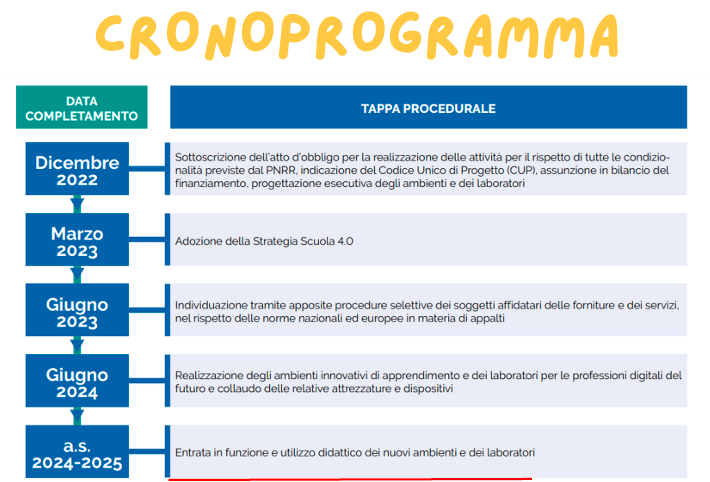 CRONOPROGRAMMA
DATA
COMPLETAMENTO
TAPPA PROCEDURALE
Dicembre
2022
Sottoscrizione dell'atto d'obbligo per la realizzazione delle attività per il rispetto di tutte le condizio-
nalità previste dal PNRR, indicazione del Codice Unico di Progetto (CUP), assunzione in bilancio del
finanziamento, progettazione esecutiva degli ambienti e dei laboratori
Marzo
2023
Adozione della Strategia Scuola 4.0
Giugno
2023
Individuazione tramite apposite procedure selettive dei soggetti affidatari delle forniture e dei servizi,
nel rispetto delle norme nazionali ed europee in materia di appalti
Giugno
2024
Realizzazione degli ambienti innovativi di apprendimento e dei laboratori per le professioni digitali del
futuro e collaudo delle relative attrezzature e dispositivi
a.s.
2024-2025
Entrata in funzione e utilizzo didattico dei nuovi ambienti e dei laboratori